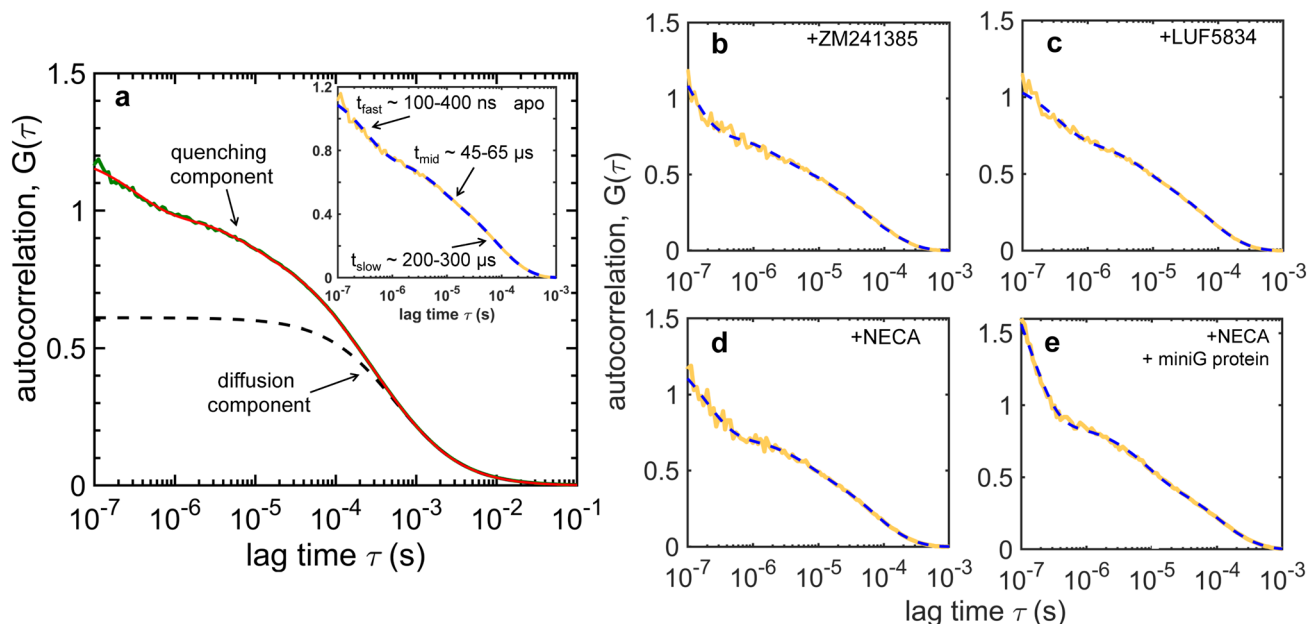 a
autocorrelation, G(τ)
1.5
1
0.5
0
10⁻⁷
10⁻⁶
10⁻⁵
10⁻⁴
10⁻³
10⁻²
10⁻¹
lag time τ (s)
quenching
component
diffusion
component
1.2
0.8
0.4
0
t_fast ~ 100-400 ns
apo
t_mid ~ 45-65 µs
t_slow ~ 200-300 µs
10⁻⁷
10⁻⁶
10⁻⁵
10⁻⁴
10⁻³
lag time τ (s)
autocorrelation, G(τ)
b
+ZM241385
1.5
1
0.5
0
10⁻⁷
10⁻⁶
10⁻⁵
10⁻⁴
10⁻³
c
+LUF5834
1.5
1
0.5
0
10⁻⁷
10⁻⁶
10⁻⁵
10⁻⁴
10⁻³
d
+NECA
1.5
1
0.5
0
10⁻⁷
10⁻⁶
10⁻⁵
10⁻⁴
10⁻³
e
+NECA
+ miniG protein
1.5
1
0.5
0
10⁻⁷
10⁻⁶
10⁻⁵
10⁻⁴
10⁻³
lag time τ (s)